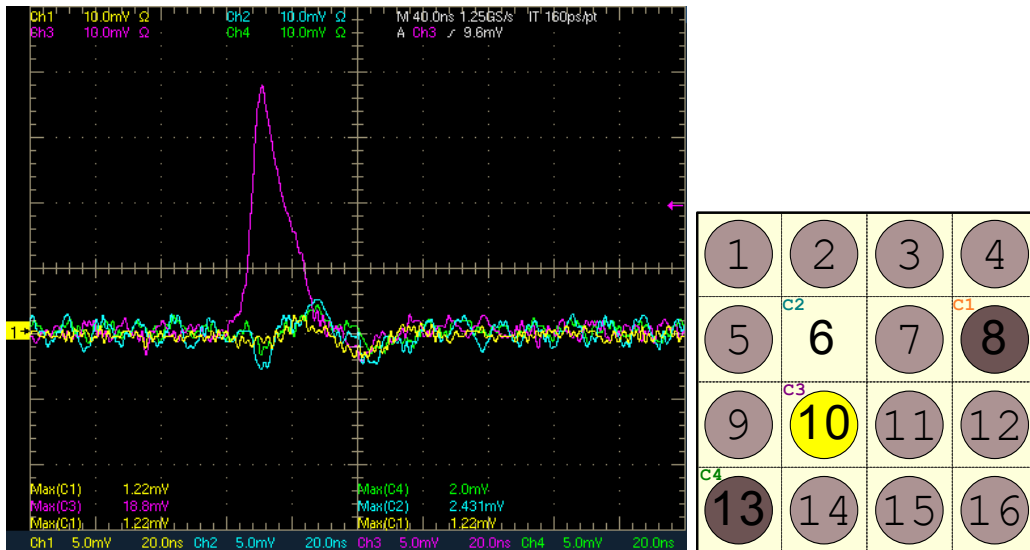 Ch1 10.0mV Ω Ch2 10.0mV Ω M 40.0ns 1.25GS/s IT 160ps/pt
Ch3 10.0mV Ω Ch4 10.0mV Ω A Ch3 ∕ 9.6mV
1
Max(C1) 1.22mV Max(C4) 2.0mV
Max(C3) 18.8mV Max(C2) 2.431mV
Max(C1) 1.22mV Max(C1) 1.22mV
Ch1 5.0mV 20.0ns Ch2 5.0mV 20.0ns Ch3 5.0mV 20.0ns Ch4 5.0mV 20.0ns
1 2 3 4
C2 C1
5 6 7 8
C3
9 10 11 12
C4
13 14 15 16